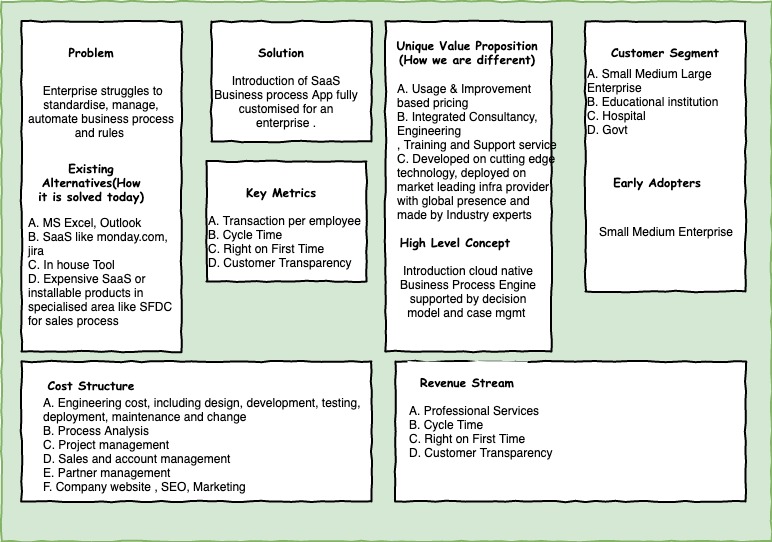 Problem
Enterprise struggles to
standardise, manage,
automate business process
and rules
Existing
Alternatives(How
it is solved today)
A. MS Excel, Outlook
B. SaaS like monday.com,
jira
C. In house Tool
D. Expensive SaaS or
installable products in
specialised area like SFDC
for sales process
Solution
Introduction of SaaS
Business process App fully
customised for an
enterprise .
Key Metrics
A. Transaction per employee
B. Cycle Time
C. Right on First Time
D. Customer Transparency
Unique Value Proposition
(How we are different)
A. Usage & Improvement
based pricing
B. Integrated Consultancy,
Engineering
, Training and Support service
C. Developed on cutting edge
technology, deployed on
market leading infra provider
with global presence and
made by Industry experts
High Level Concept
Introduction cloud native
Business Process Engine
supported by decision
model and case mgmt
Customer Segment
A. Small Medium Large
Enterprise
B. Educational institution
C. Hospital
D. Govt
Early Adopters
Small Medium Enterprise
Cost Structure
A. Engineering cost, including design, development, testing,
deployment, maintenance and change
B. Process Analysis
C. Project management
D. Sales and account management
E. Partner management
F. Company website , SEO, Marketing
Revenue Stream
A. Professional Services
B. Cycle Time
C. Right on First Time
D. Customer Transparency